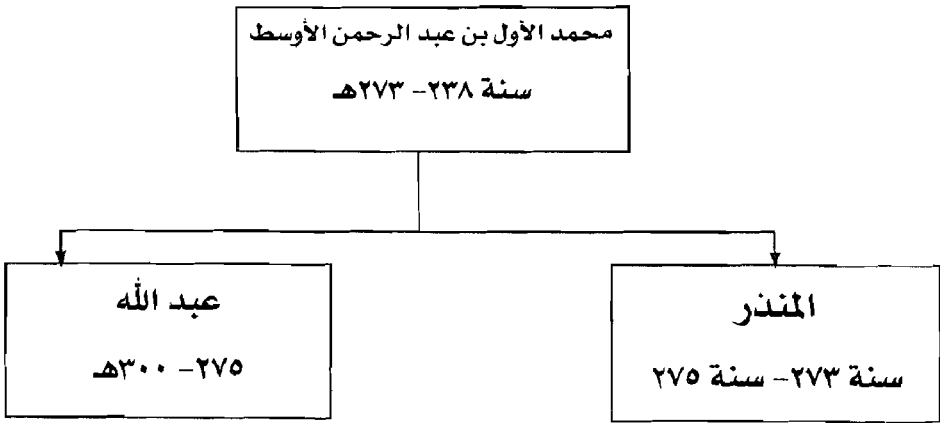 محمد الأول بن عبد الرحمن الأوسط
سنة ٢٣٨- ٢٧٣هـ
المنذر
سنة ٢٧٣- سنة ٢٧٥
عبد الله
٢٧٥- ٣٠٠هـ